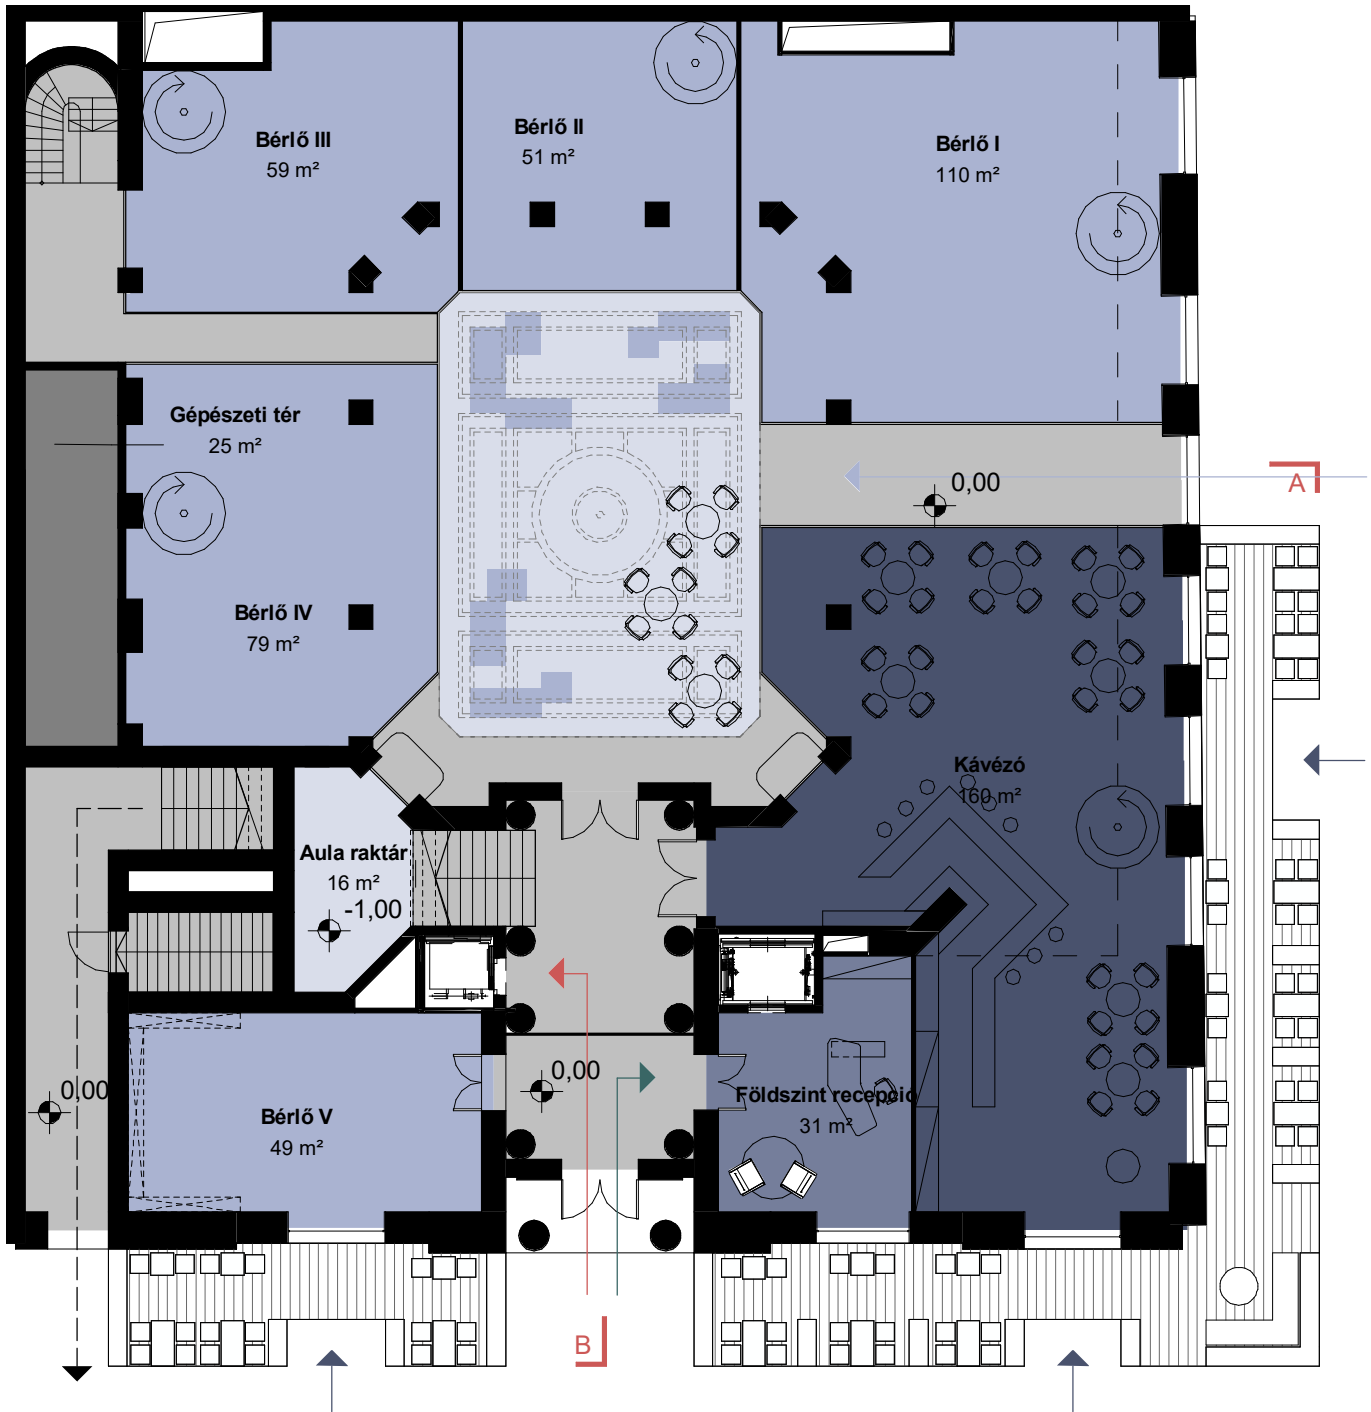 Bérlő III
59 m²
Bérlő II
51 m²
Bérlő I
110 m²
Gépészeti tér
25 m²
0,00
A
Bérlő IV
79 m²
Kávézó
160 m²
Aula raktár
16 m²
-1,00
0,00
0,00
Bérlő V
49 m²
Földszint recepció
31 m²
B